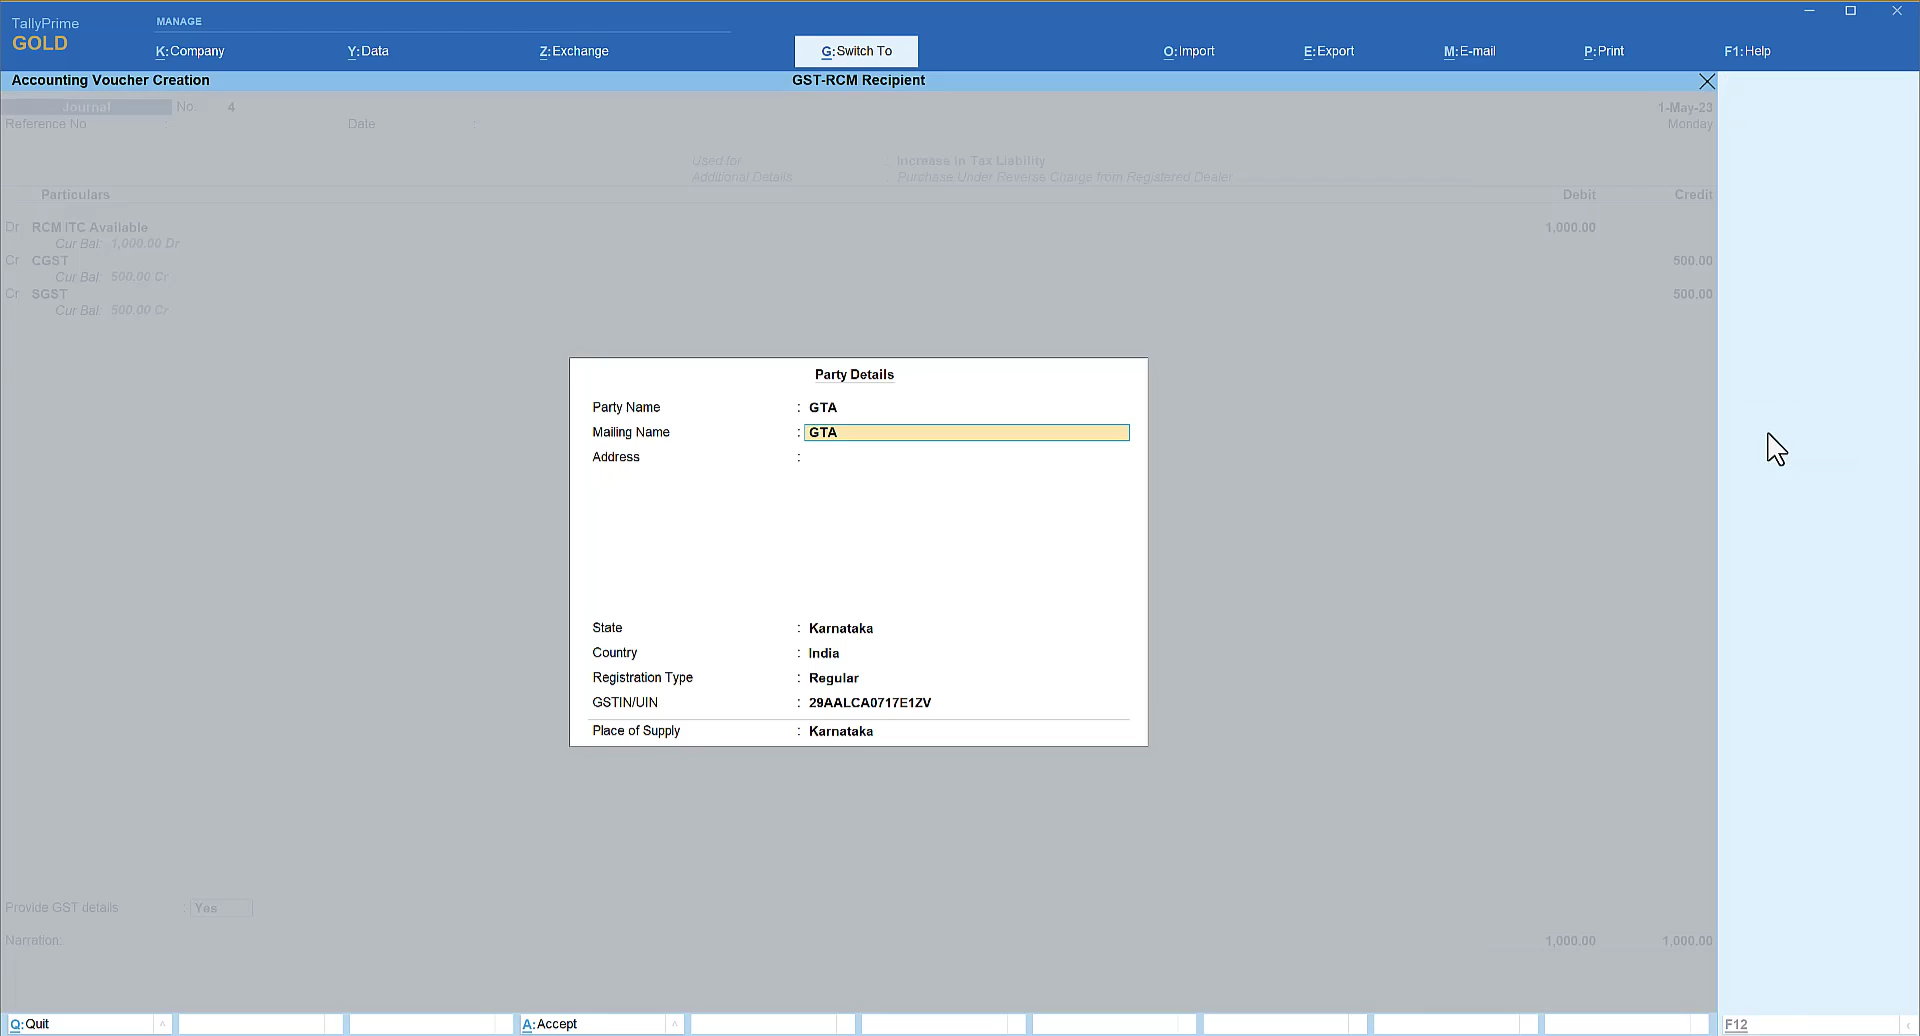 TallyPrime
GOLD
MANAGE
K:Company Y:Data Z:Exchange G:Switch To O:Import E:Export M:E-mail P:Print F1:Help
Accounting Voucher Creation GST-RCM Recipient
Journal No. 4 1-May-23
Reference No : Date : Monday
Used for : Increase in Tax Liability
Additional Details : Purchase Under Reverse Charge from Registered Dealer
Particulars Debit Credit
Dr RCM ITC Available 1,000.00
Cur Bal: 1,000.00 Dr
Cr CGST 500.00
Cur Bal: 500.00 Cr
Cr SGST 500.00
Cur Bal: 500.00 Cr
Party Details
Party Name : GTA
Mailing Name : GTA
Address :
State : Karnataka
Country : India
Registration Type : Regular
GSTIN/UIN : 29AALCA0717E1ZV
Place of Supply : Karnataka
Provide GST details : Yes
Narration: 1,000.00 1,000.00
Q:Quit A:Accept F12